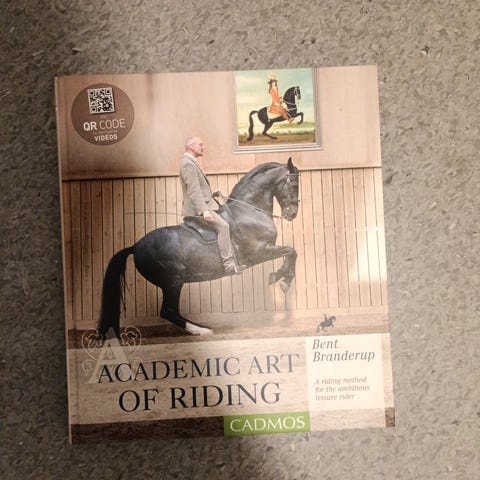 QR CODE
VIDEOS
Bent
Branderup
ACADEMIC ART
OF RIDING
A riding method
for the ambitious
leisure rider
CADMOS